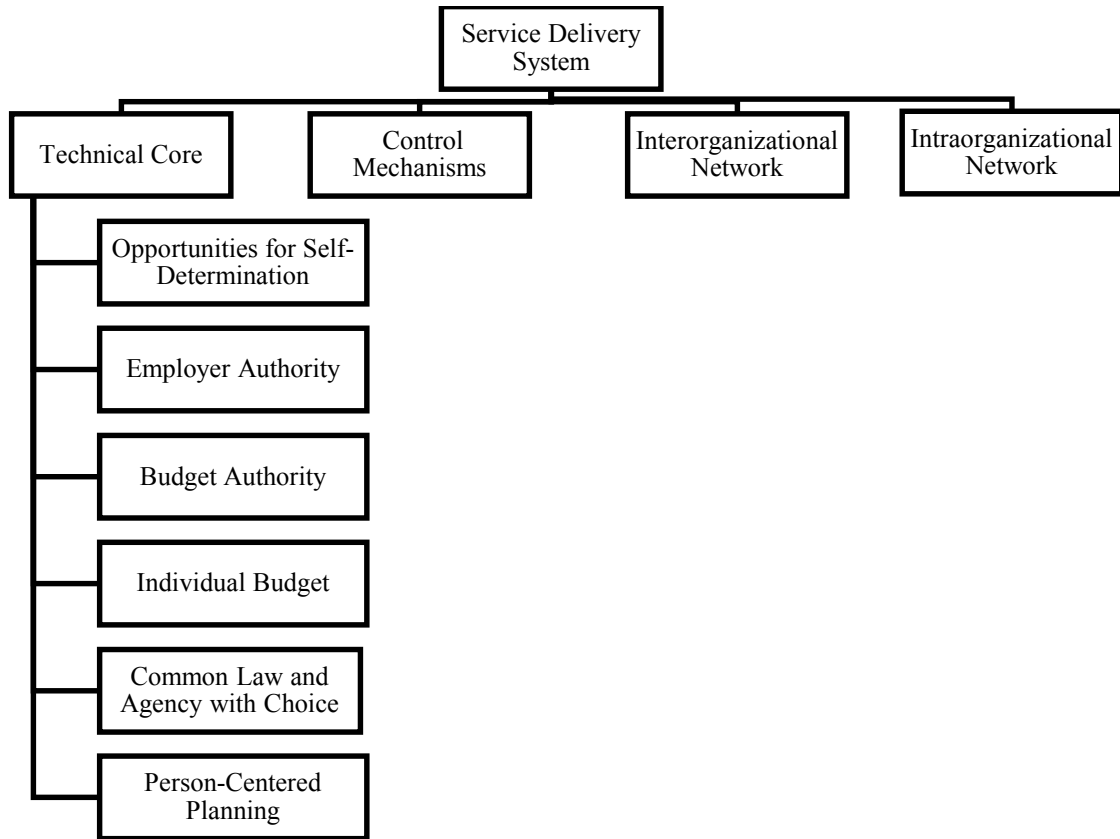 Service Delivery
System
Technical Core
Control
Mechanisms
Interorganizational
Network
Intraorganizational
Network
Opportunities for Self-
Determination
Employer Authority
Budget Authority
Individual Budget
Common Law and
Agency with Choice
Person-Centered
Planning